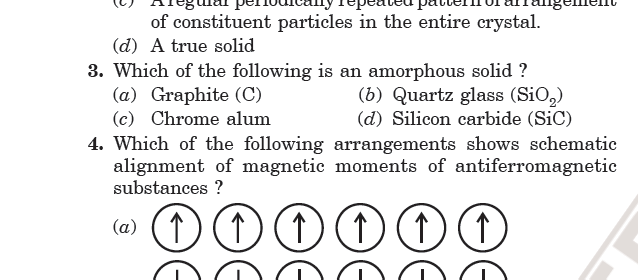 (c) A regular periodically repeated pattern of arrangement
of constituent particles in the entire crystal.
(d) A true solid
3. Which of the following is an amorphous solid ?
(a) Graphite (C) (b) Quartz glass (SiO₂)
(c) Chrome alum (d) Silicon carbide (SiC)
4. Which of the following arrangements shows schematic
alignment of magnetic moments of antiferromagnetic
substances ?
(a)